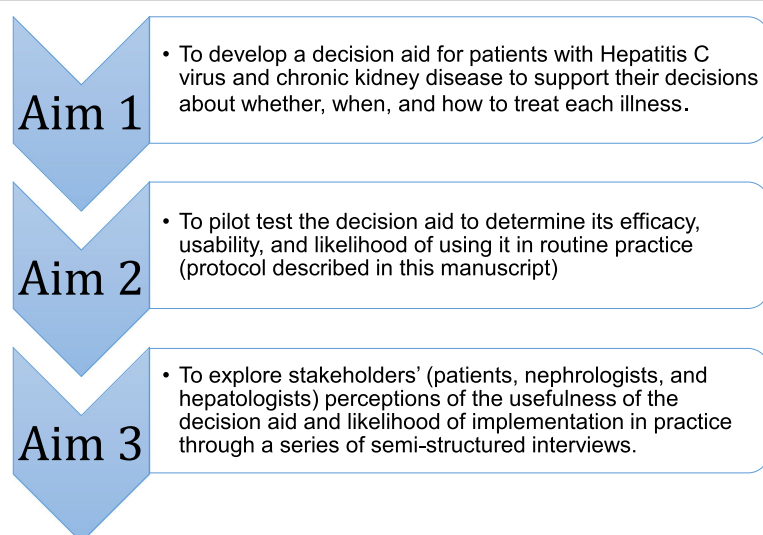 Aim 1
• To develop a decision aid for patients with Hepatitis C
virus and chronic kidney disease to support their decisions
about whether, when, and how to treat each illness.
Aim 2
• To pilot test the decision aid to determine its efficacy,
usability, and likelihood of using it in routine practice
(protocol described in this manuscript)
Aim 3
• To explore stakeholders’ (patients, nephrologists, and
hepatologists) perceptions of the usefulness of the
decision aid and likelihood of implementation in practice
through a series of semi-structured interviews.